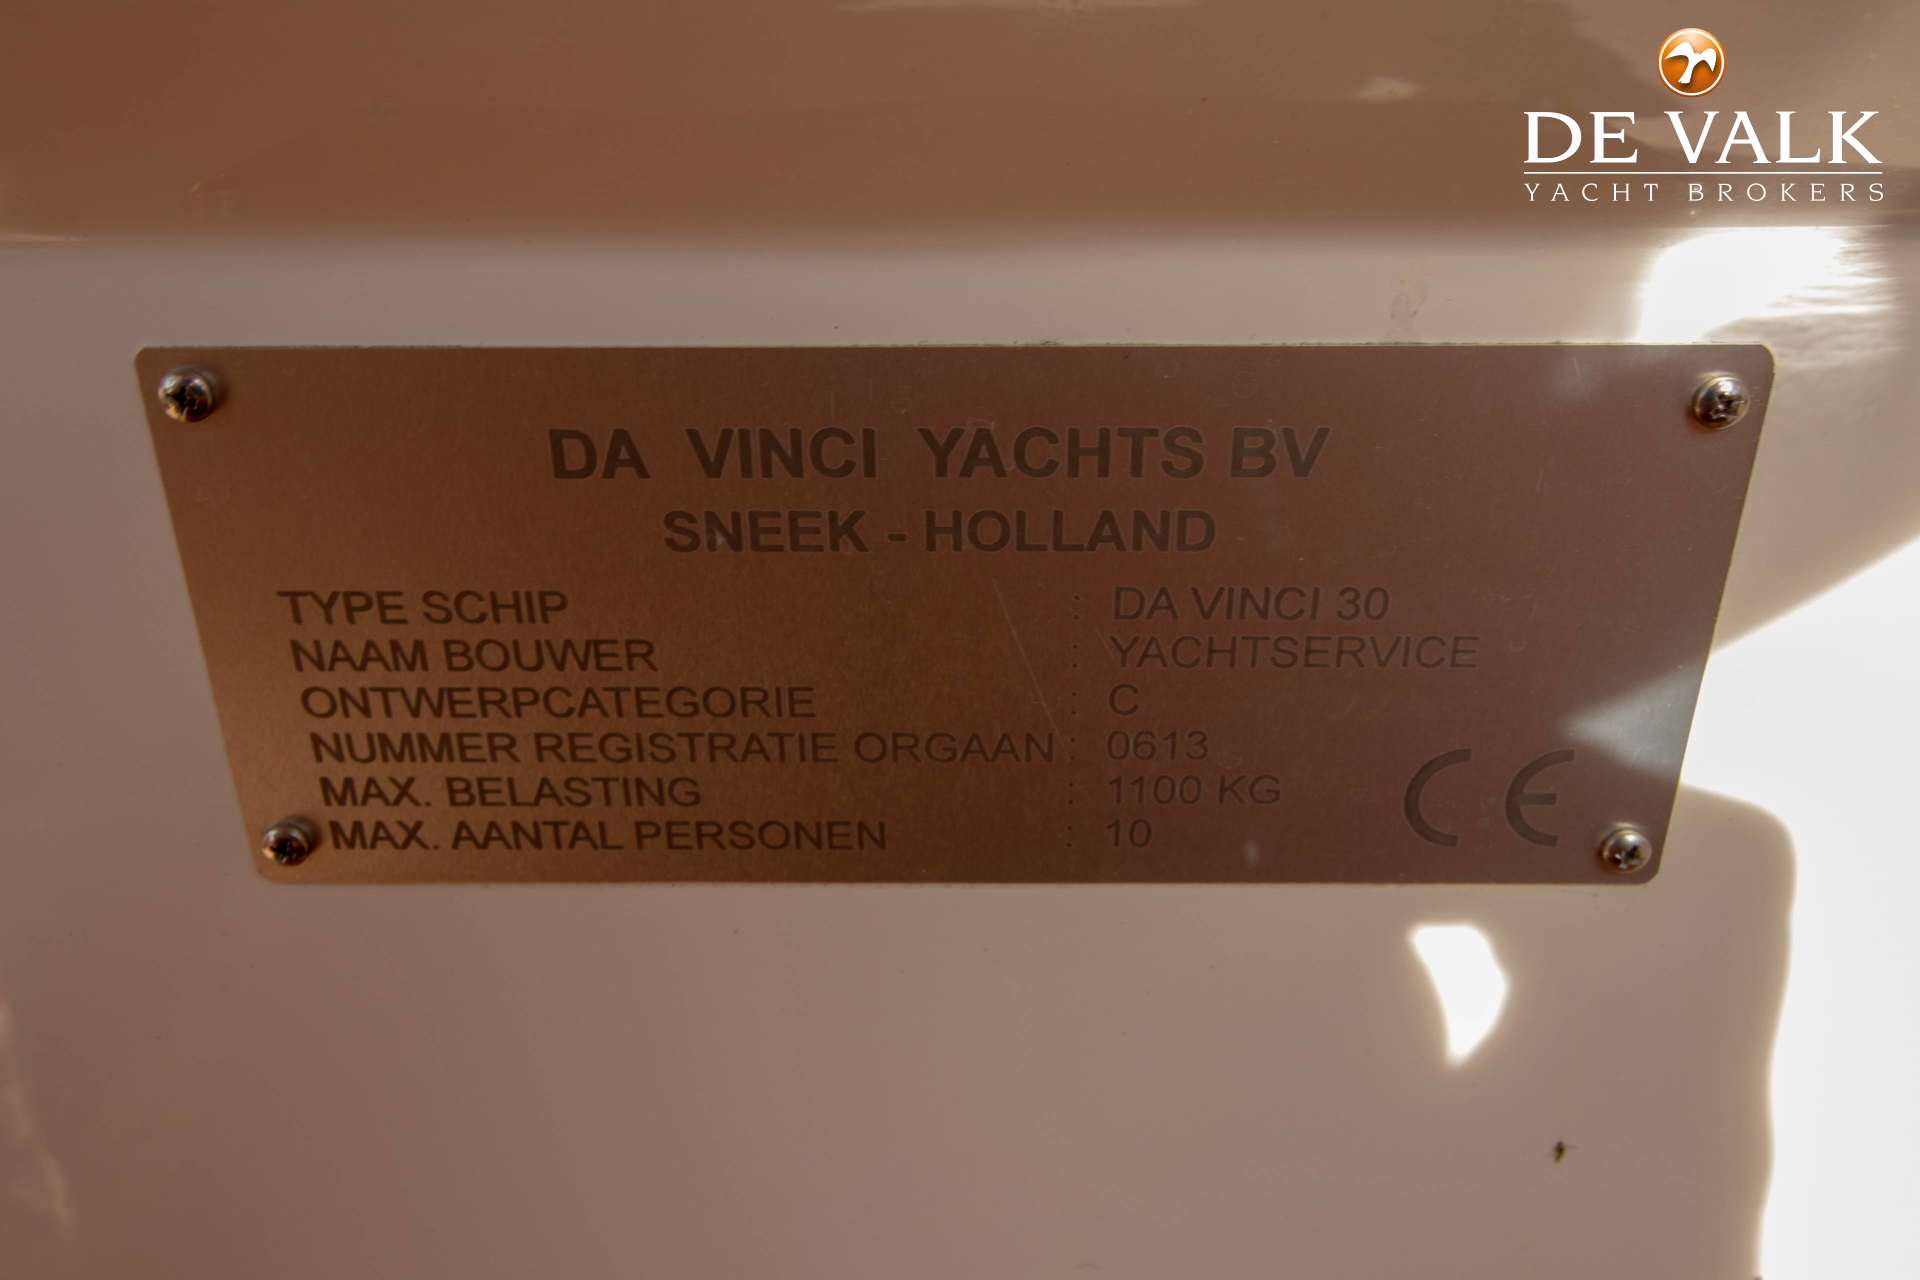 DE VALK
YACHT BROKERS
DA VINCI YACHTS BV
SNEEK - HOLLAND
TYPE SCHIP : DA VINCI 30
NAAM BOUWER : YACHTSERVICE
ONTWERPCATEGORIE : C
NUMMER REGISTRATIE ORGAAN : 0613
MAX. BELASTING : 1100 KG
MAX. AANTAL PERSONEN : 10
CE